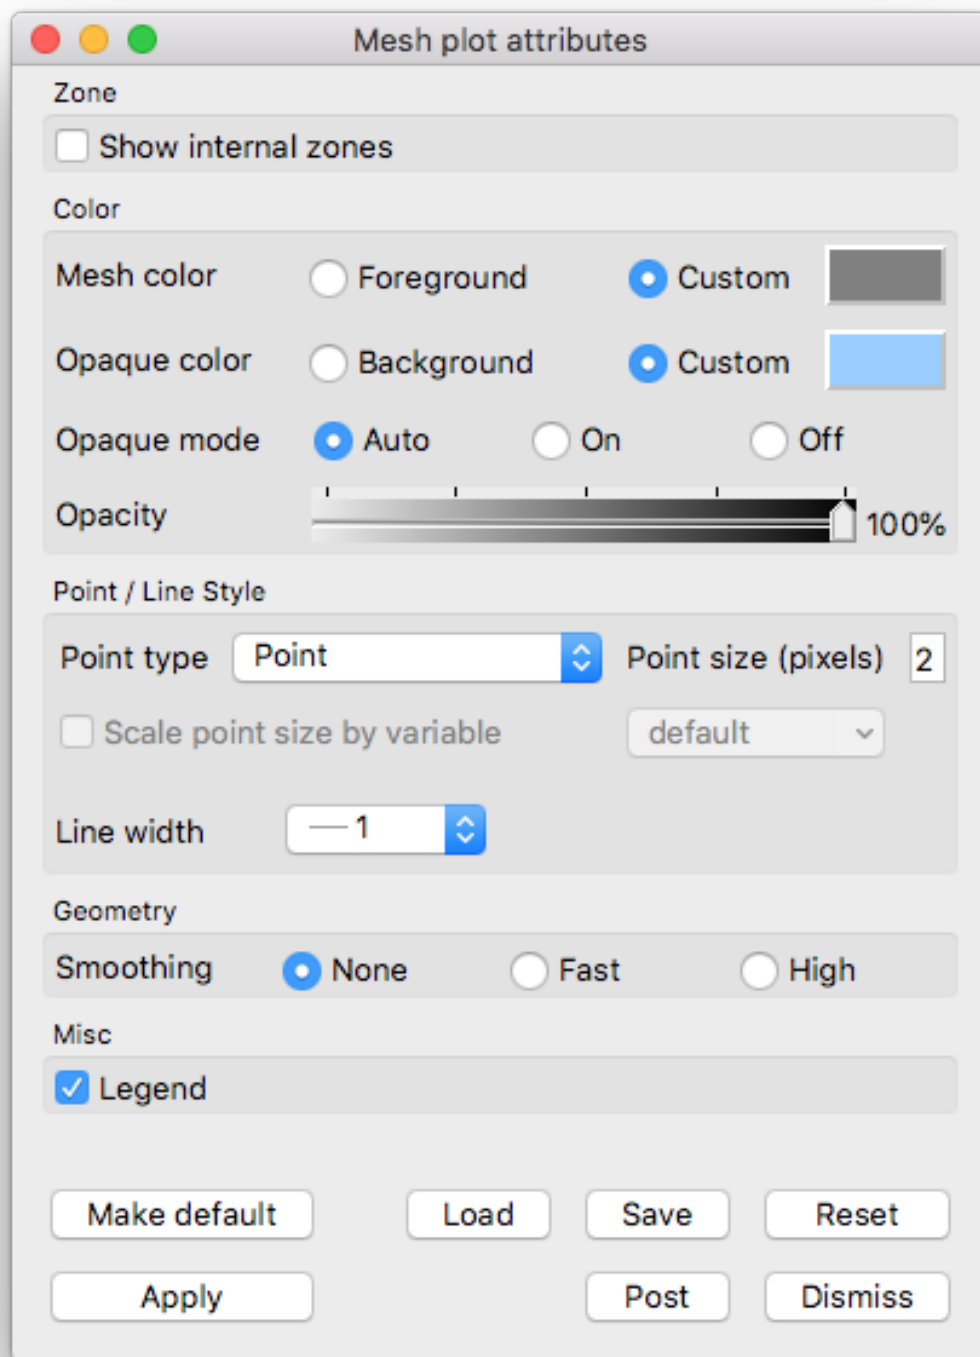 Mesh plot attributes
Zone
Show internal zones
Color
Mesh color Foreground Custom
Opaque color Background Custom
Opaque mode Auto On Off
Opacity 100%
Point / Line Style
Point type Point Point size (pixels) 2
Scale point size by variable default
Line width 1
Geometry
Smoothing None Fast High
Misc
Legend
Make default Load Save Reset
Apply Post Dismiss